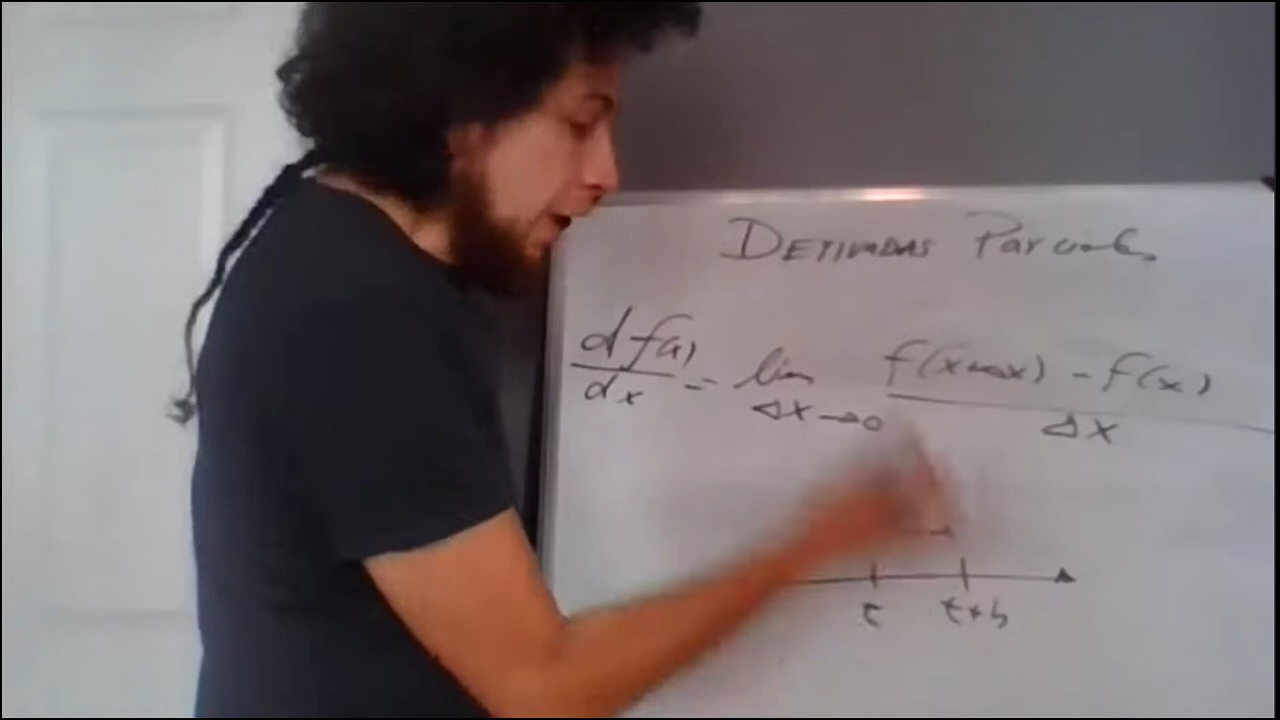 DERIVADAS Parciales
df(x)/dx = lim Δx→0 f(x+Δx) - f(x) / Δx
t t+h